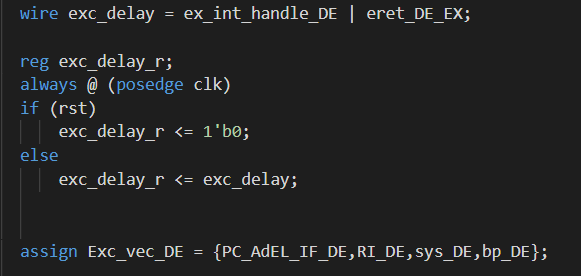 wire exc_delay = ex_int_handle_DE | eret_DE_EX;
reg exc_delay_r;
always @ (posedge clk)
if (rst)
exc_delay_r <= 1'b0;
else
exc_delay_r <= exc_delay;
assign Exc_vec_DE = {PC_AdEL_IF_DE,RI_DE,sys_DE,bp_DE};